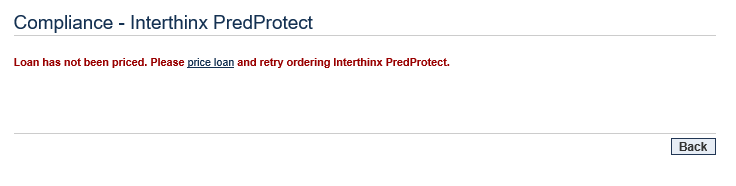 Compliance - Interthinx PredProtect
Loan has not been priced. Please price loan and retry ordering Interthinx PredProtect.
Back